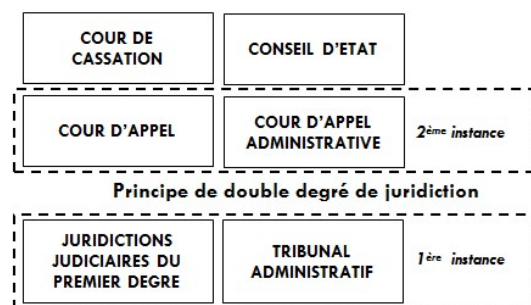 COUR DE
CASSATION
CONSEIL D'ETAT
COUR D'APPEL
COUR D'APPEL
ADMINISTRATIVE
2ème instance
Principe de double degré de juridiction
JURIDICTIONS
JUDICIAIRES DU
PREMIER DEGRE
TRIBUNAL
ADMINISTRATIF
1ère instance